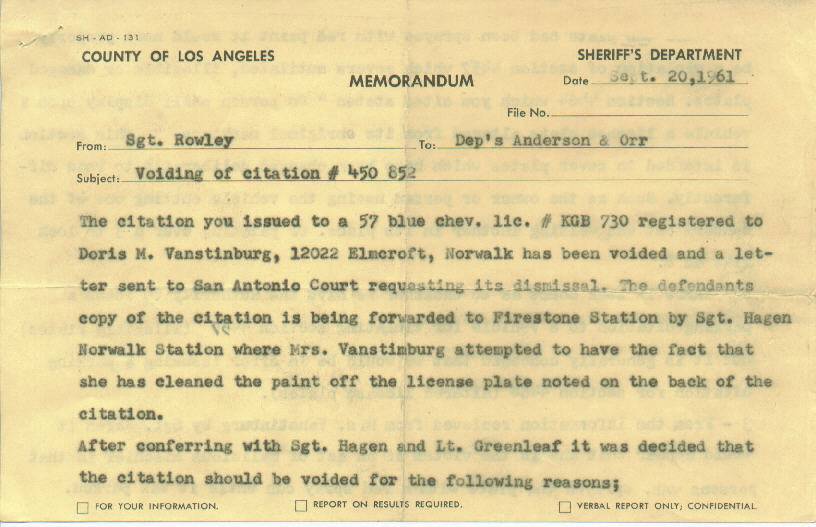 SH-AD-131
COUNTY OF LOS ANGELES SHERIFF'S DEPARTMENT
MEMORANDUM
Date Sept. 20,1961
File No.
From: Sgt. Rowley To: Dep's Anderson & Orr
Subject: Voiding of citation # 450 852
The citation you issued to a 57 blue chev. lic. # KGB 730 registered to
Doris M. Vanstinburg, 12022 Elmcroft, Norwalk has been voided and a let-
ter sent to San Antonio Court requesting its dismissal. The defendants
copy of the citation is being forwarded to Firestone Station by Sgt. Hagen
Norwalk Station where Mrs. Vanstimburg attempted to have the fact that
she has cleaned the paint off the license plate noted on the back of the
citation.
After conferring with Sgt. Hagen and Lt. Greenleaf it was decided that
the citation should be voided for the following reasons;
FOR YOUR INFORMATION. REPORT ON RESULTS REQUIRED. VERBAL REPORT ONLY; CONFIDENTIAL.